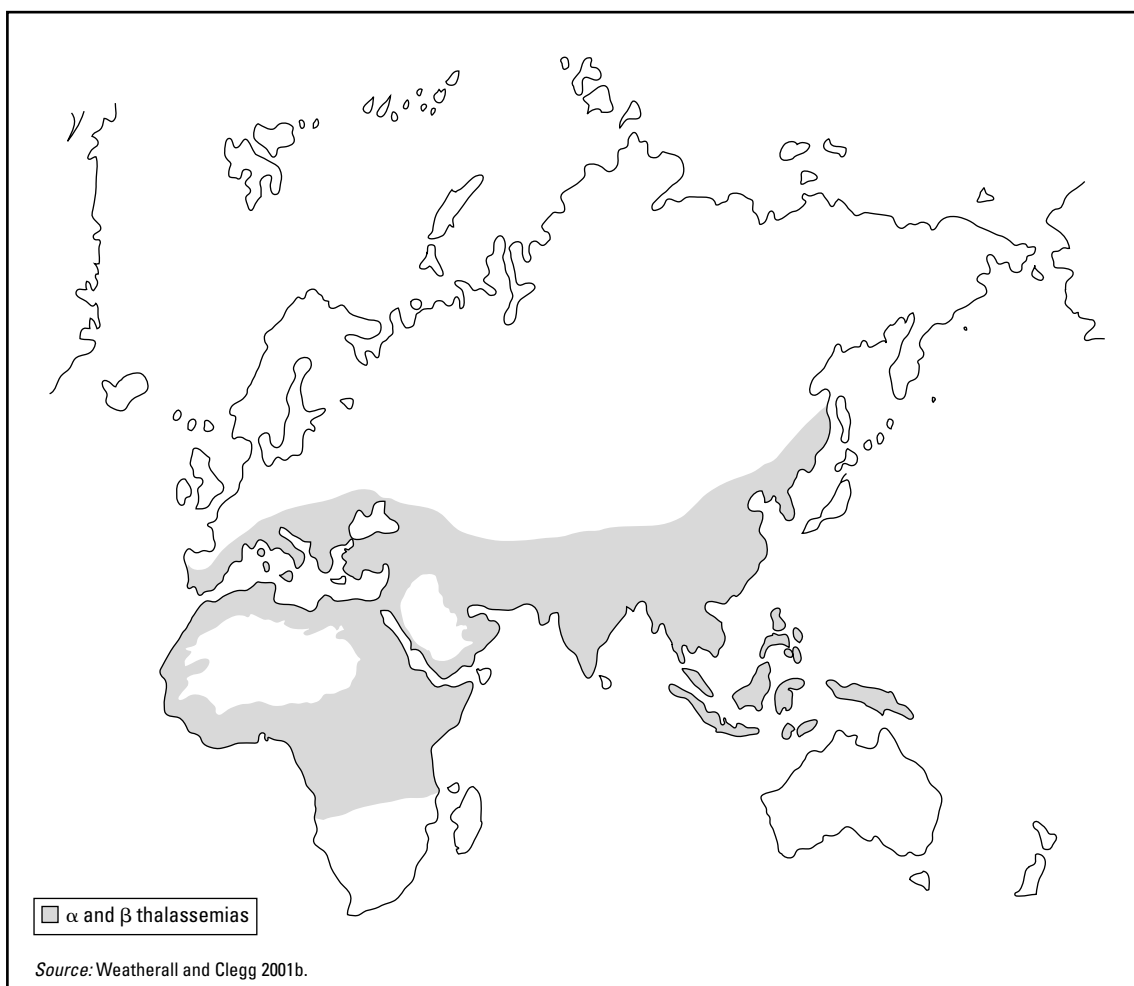 α and β thalassemias
Source: Weatherall and Clegg 2001b.